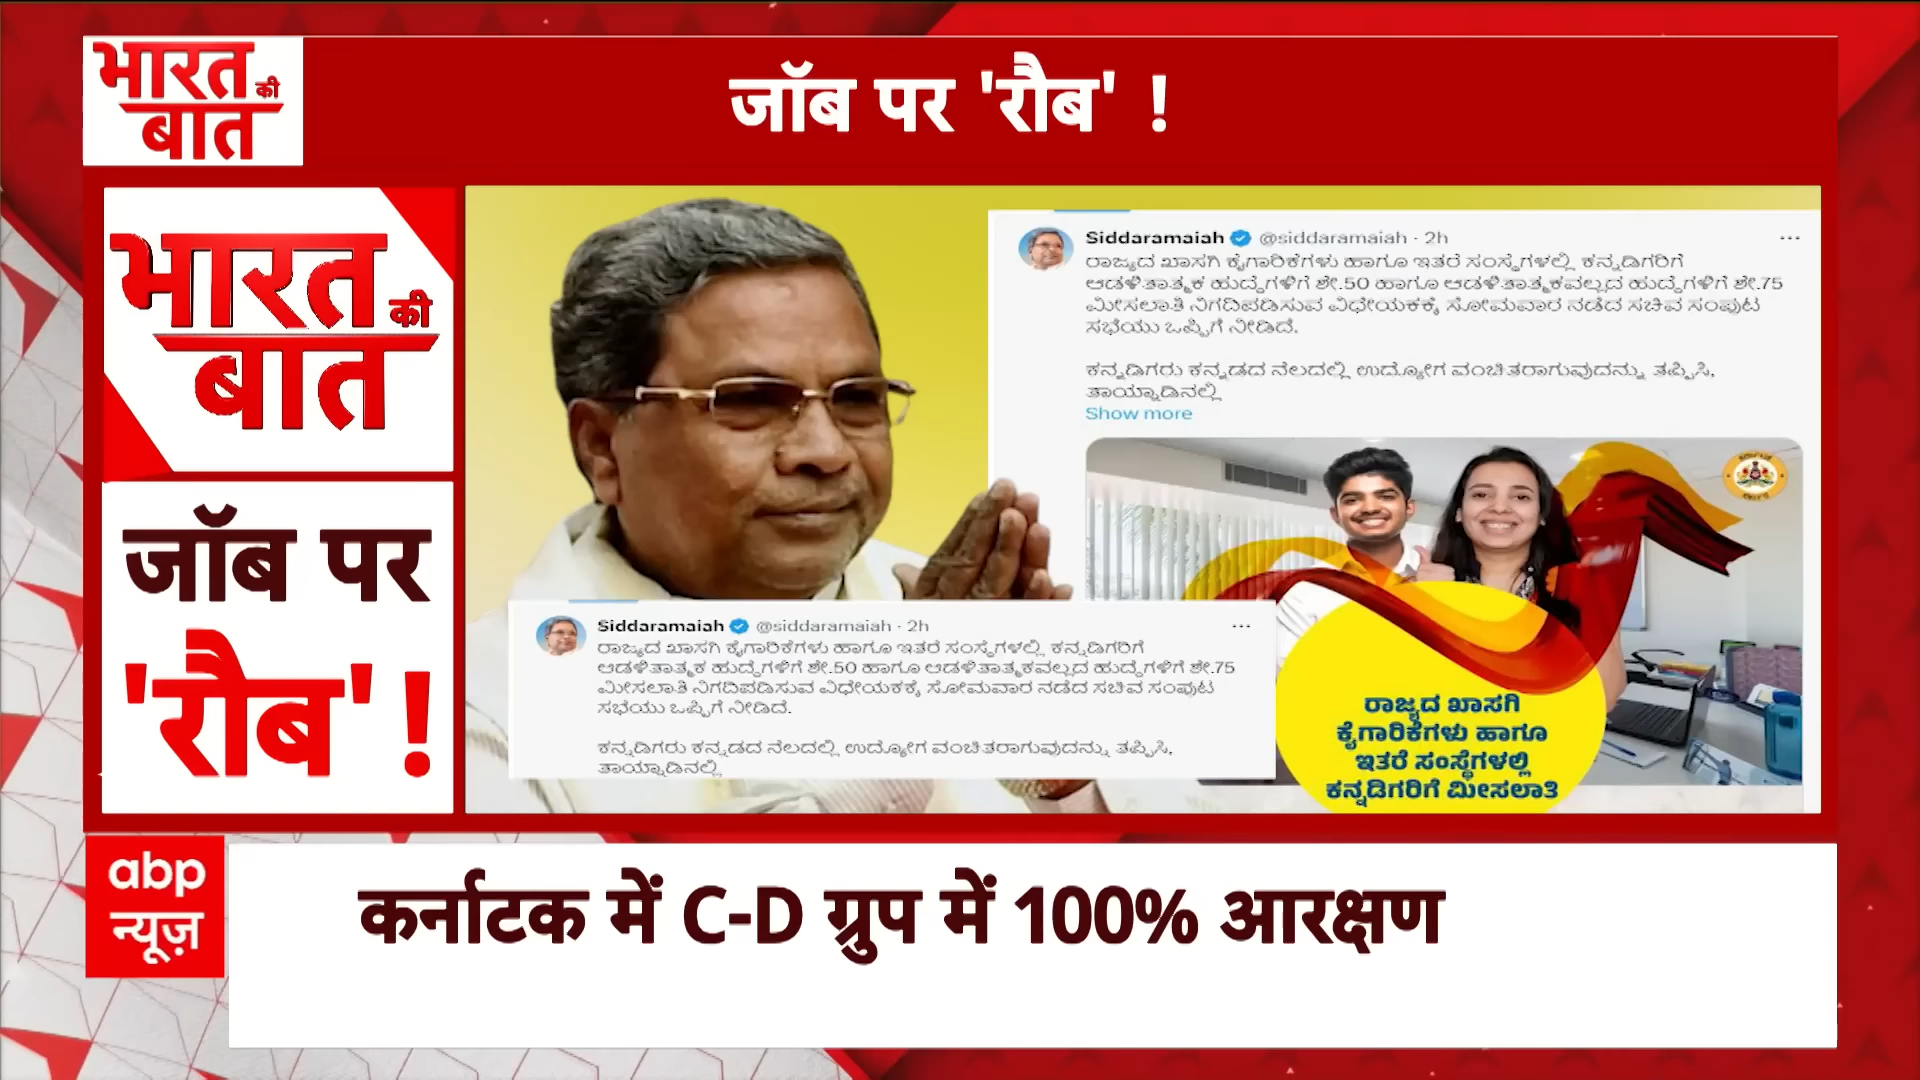 भारत की
बात
जॉब पर 'रौब' !
भारत की
बात
जॉब पर
'रौब' !
Siddaramaiah @siddaramaiah · 2h
ರಾಜ್ಯದ ಖಾಸಗಿ ಕೈಗಾರಿಕೆಗಳು ಹಾಗೂ ಇತರೆ ಸಂಸ್ಥೆಗಳಲ್ಲಿ ಕನ್ನಡಿಗರಿಗೆ
ಆಡಳಿತಾತ್ಮಕ ಹುದ್ದೆಗಳಿಗೆ ಶೇ.50 ಹಾಗೂ ಆಡಳಿತಾತ್ಮಕವಲ್ಲದ ಹುದ್ದೆಗಳಿಗೆ ಶೇ.75
ಮೀಸಲಾತಿ ನಿಗದಿಪಡಿಸುವ ವಿಧೇಯಕಕ್ಕೆ ಸೋಮವಾರ ನಡೆದ ಸಚಿವ ಸಂಪುಟ
ಸಭೆಯು ಒಪ್ಪಿಗೆ ನೀಡಿದೆ.
ಕನ್ನಡಿಗರು ಕನ್ನಡದ ನೆಲದಲ್ಲಿ ಉದ್ಯೋಗ ವಂಚಿತರಾಗುವುದನ್ನು ತಪ್ಪಿಸಿ,
ತಾಯ್ನಾಡಿನಲ್ಲಿ
Show more
Siddaramaiah @siddaramaiah · 2h
ರಾಜ್ಯದ ಖಾಸಗಿ ಕೈಗಾರಿಕೆಗಳು ಹಾಗೂ ಇತರೆ ಸಂಸ್ಥೆಗಳಲ್ಲಿ ಕನ್ನಡಿಗರಿಗೆ
ಆಡಳಿತಾತ್ಮಕ ಹುದ್ದೆಗಳಿಗೆ ಶೇ.50 ಹಾಗೂ ಆಡಳಿತಾತ್ಮಕವಲ್ಲದ ಹುದ್ದೆಗಳಿಗೆ ಶೇ.75
ಮೀಸಲಾತಿ ನಿಗದಿಪಡಿಸುವ ವಿಧೇಯಕಕ್ಕೆ ಸೋಮವಾರ ನಡೆದ ಸಚಿವ ಸಂಪುಟ
ಸಭೆಯು ಒಪ್ಪಿಗೆ ನೀಡಿದೆ.
ಕನ್ನಡಿಗರು ಕನ್ನಡದ ನೆಲದಲ್ಲಿ ಉದ್ಯೋಗ ವಂಚಿತರಾಗುವುದನ್ನು ತಪ್ಪಿಸಿ,
ತಾಯ್ನಾಡಿನಲ್ಲಿ
ರಾಜ್ಯದ ಖಾಸಗಿ
ಕೈಗಾರಿಕೆಗಳು ಹಾಗೂ
ಇತರೆ ಸಂಸ್ಥೆಗಳಲ್ಲಿ
ಕನ್ನಡಿಗರಿಗೆ ಮೀಸಲಾತಿ
abp
न्यूज़
कर्नाटक में C-D ग्रुप में 100% आरक्षण